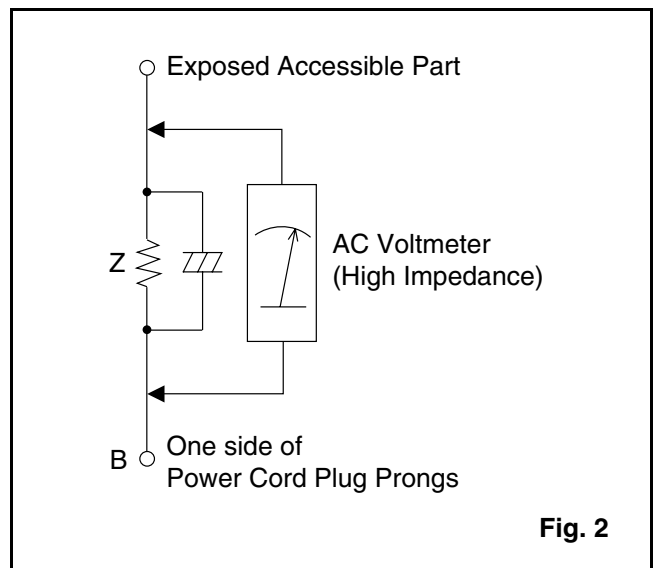 Exposed Accessible Part
AC Voltmeter
(High Impedance)
Z
B
One side of
Power Cord Plug Prongs
Fig. 2